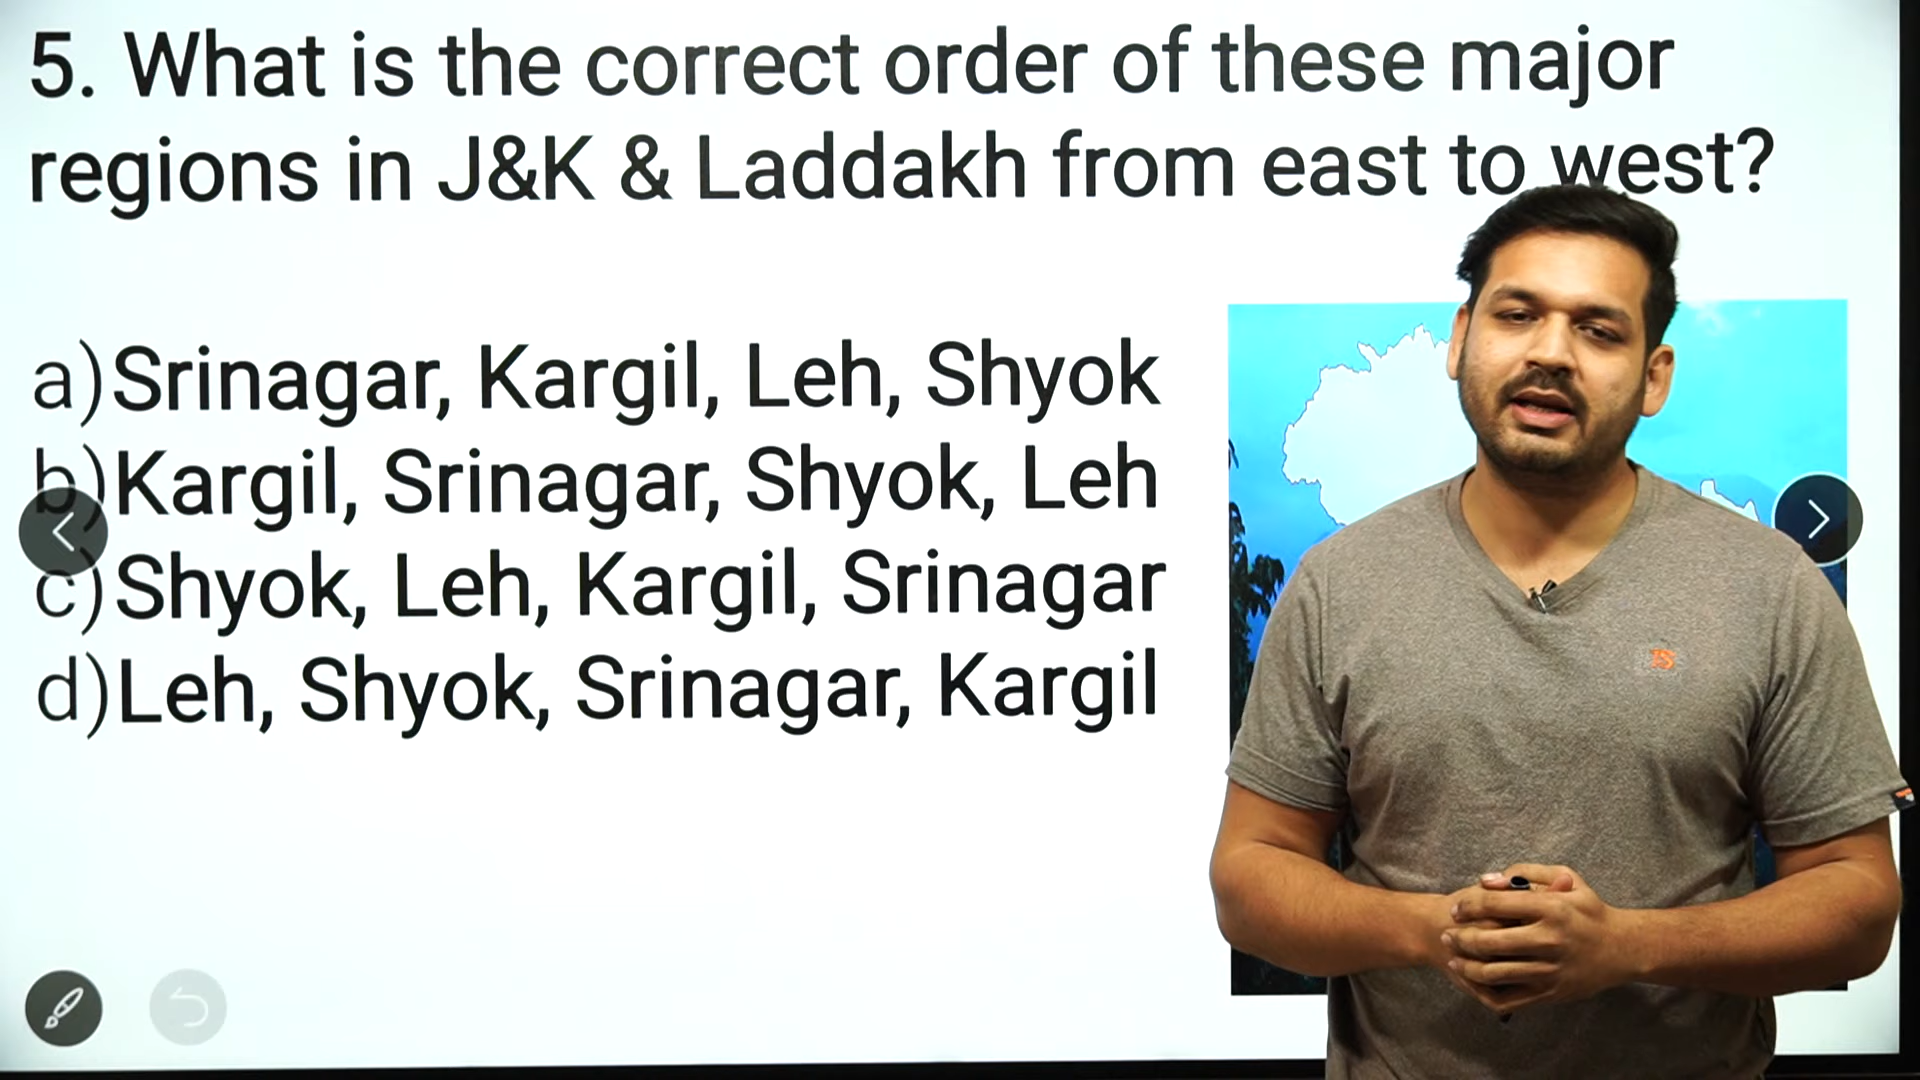 5. What is the correct order of these major
regions in J&K & Laddakh from east to west?
a) Srinagar, Kargil, Leh, Shyok
b) Kargil, Srinagar, Shyok, Leh
c) Shyok, Leh, Kargil, Srinagar
d) Leh, Shyok, Srinagar, Kargil